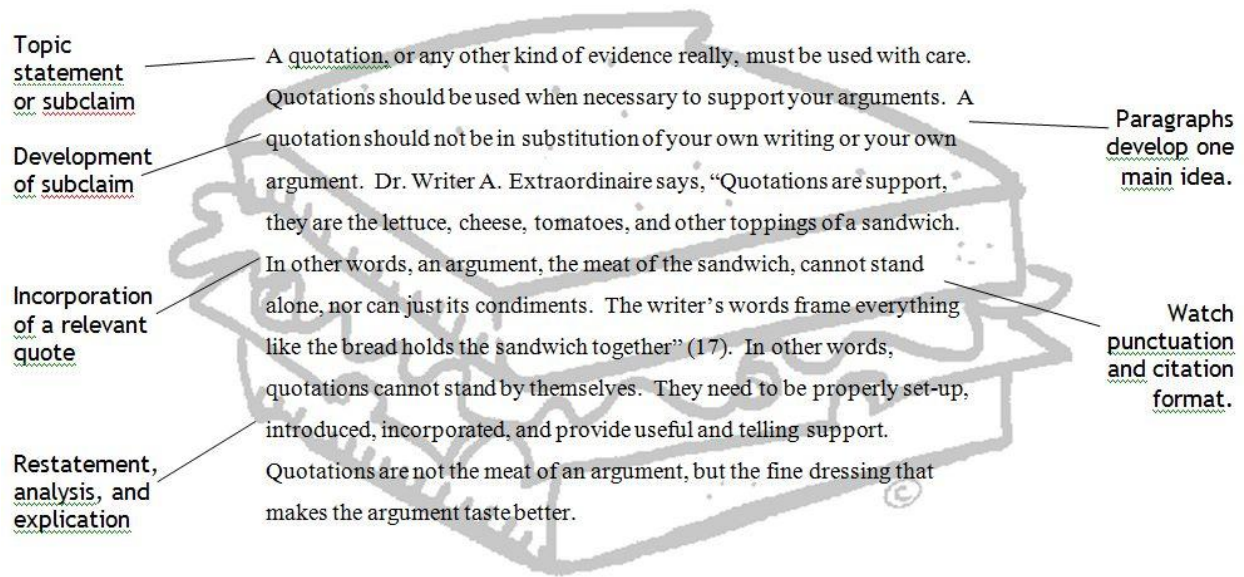 Topic
statement
or subclaim
Development
of subclaim
Incorporation
of a relevant
quote
Restatement,
analysis, and
explication
A quotation, or any other kind of evidence really, must be used with care.
Quotations should be used when necessary to support your arguments. A
quotation should not be in substitution of your own writing or your own
argument. Dr. Writer A. Extraordinaire says, “Quotations are support,
they are the lettuce, cheese, tomatoes, and other toppings of a sandwich.
In other words, an argument, the meat of the sandwich, cannot stand
alone, nor can just its condiments. The writer’s words frame everything
like the bread holds the sandwich together” (17). In other words,
quotations cannot stand by themselves. They need to be properly set-up,
introduced, incorporated, and provide useful and telling support.
Quotations are not the meat of an argument, but the fine dressing that
makes the argument taste better.
Paragraphs
develop one
main idea.
Watch
punctuation
and citation
format.
©